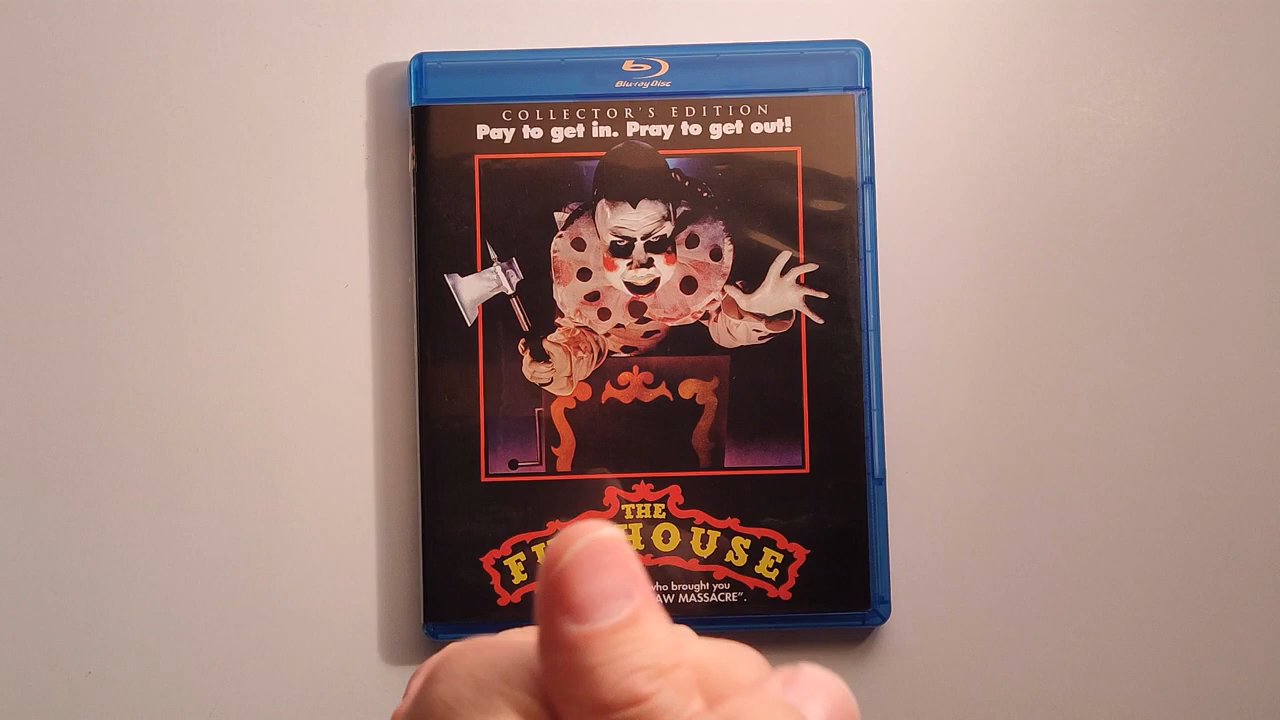 Blu-ray Disc
COLLECTOR'S EDITION
Pay to get in. Pray to get out!
THE
HOUSE
who brought you
MASSACRE".